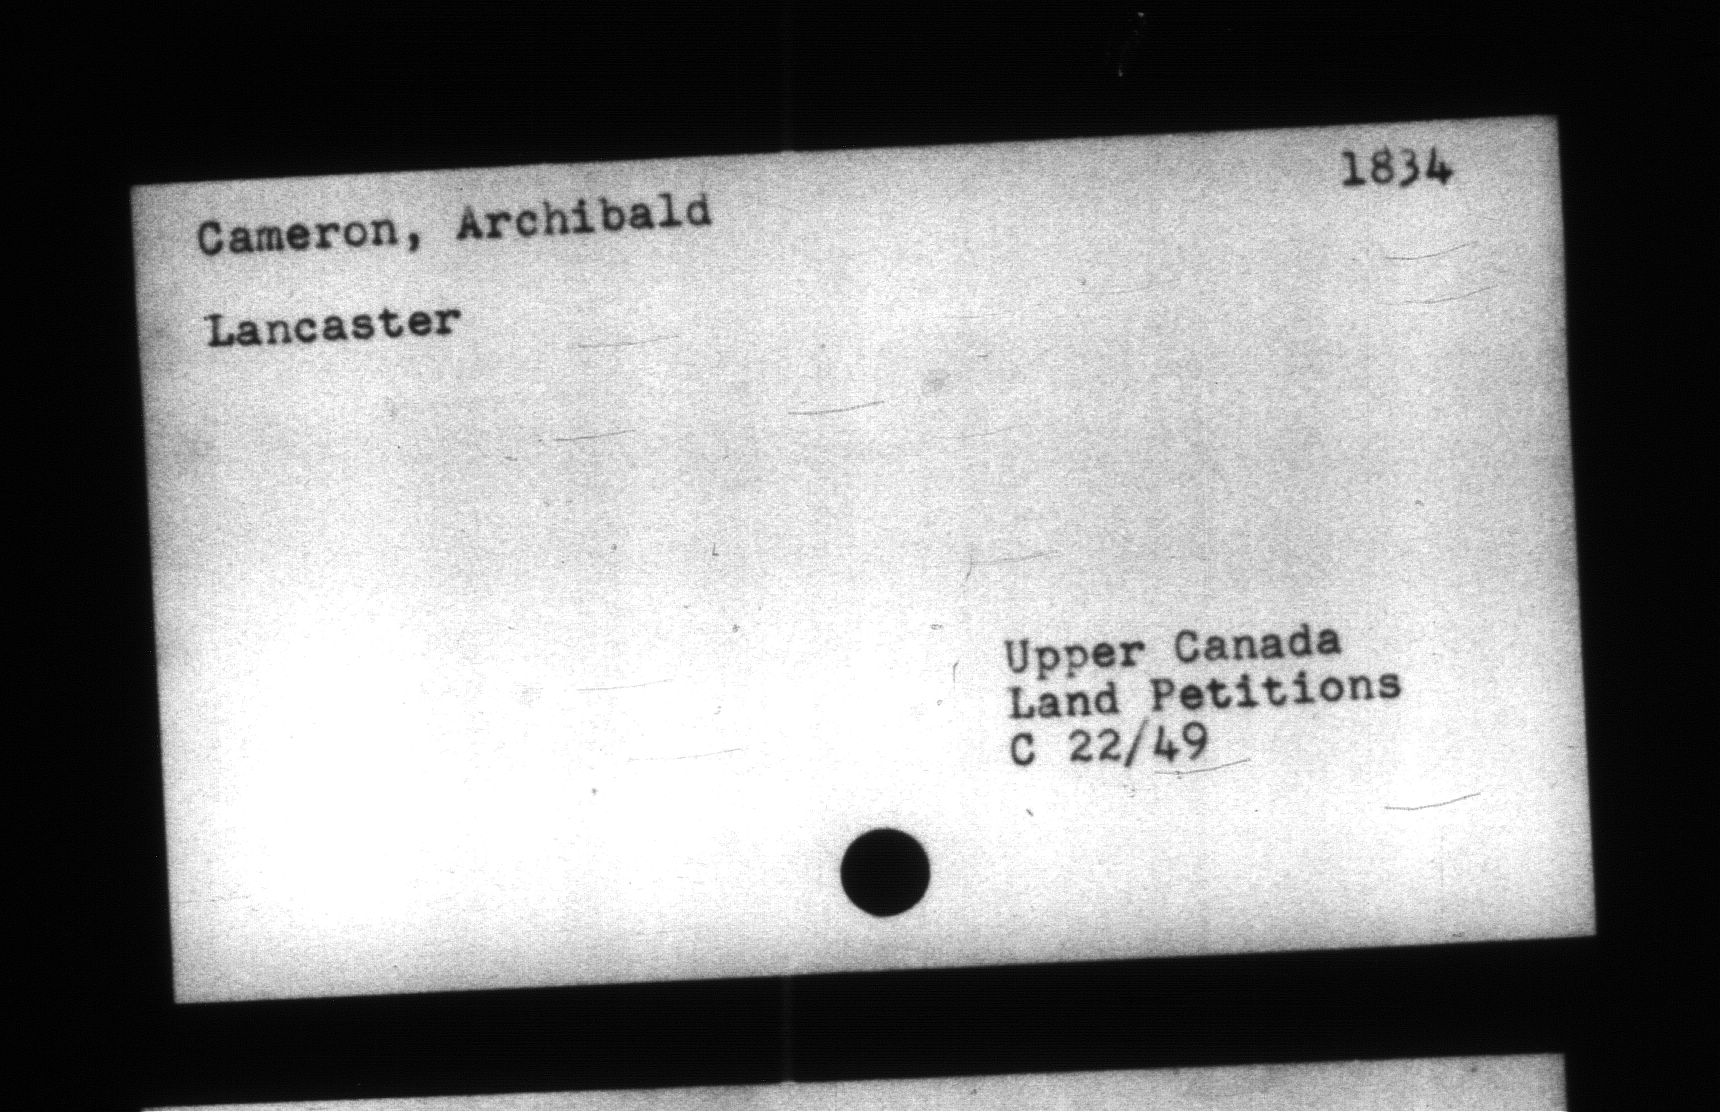 1834
Cameron, Archibald
Lancaster
Upper Canada
Land Petitions
C 22/49